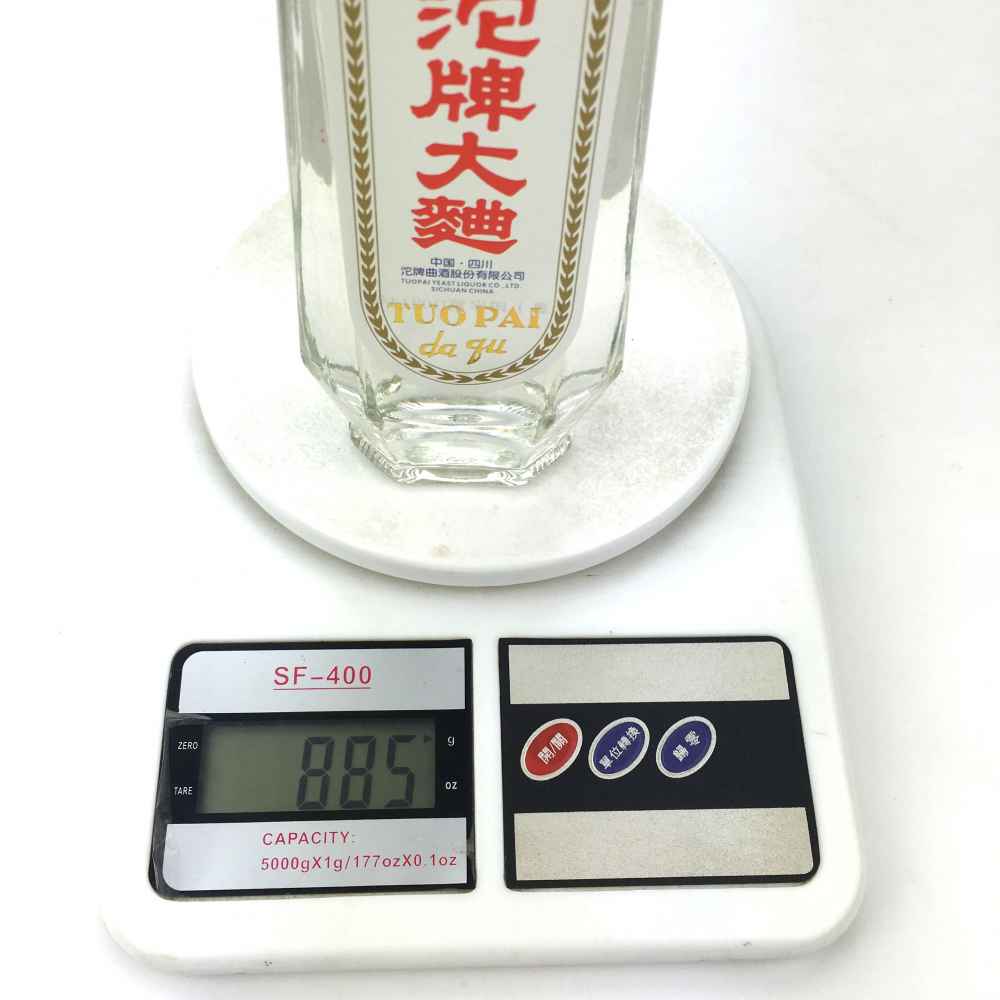 沱
牌
大
麯
中国·四川
沱牌曲酒股份有限公司
TUOPAI YEAST LIQUOR CO.,LTD.
SICHUAN CHINA
TUOPAI
da qu
SF-400
ZERO
TARE
885
g
oz
CAPACITY:
5000gX1g/177ozX0.1oz
開/關
單位轉換
歸零